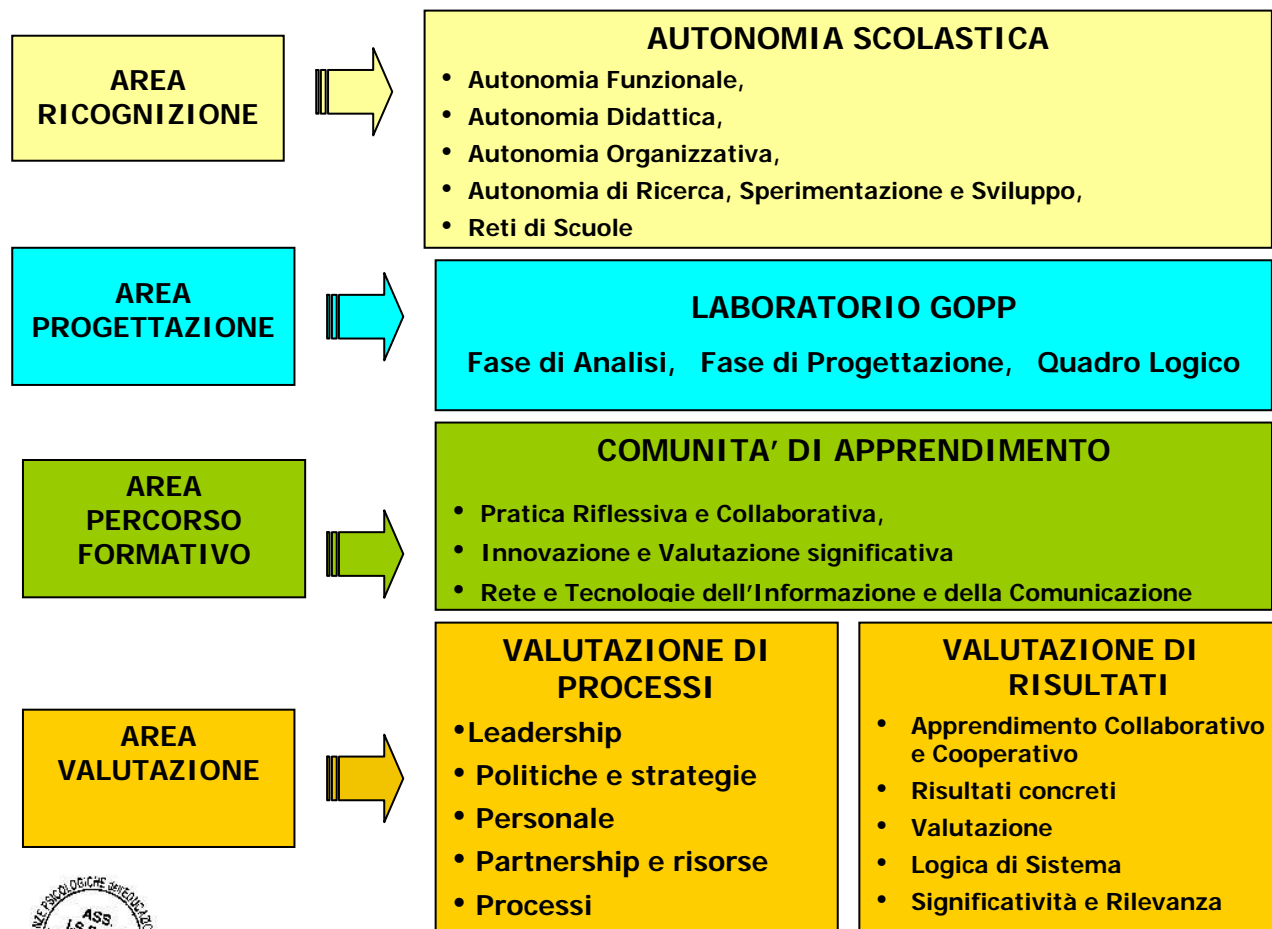 AREA
RICOGNIZIONE
AUTONOMIA SCOLASTICA
• Autonomia Funzionale,
• Autonomia Didattica,
• Autonomia Organizzativa,
• Autonomia di Ricerca, Sperimentazione e Sviluppo,
• Reti di Scuole
AREA
PROGETTAZIONE
LABORATORIO GOPP
Fase di Analisi, Fase di Progettazione, Quadro Logico
AREA
PERCORSO
FORMATIVO
COMUNITA’ DI APPRENDIMENTO
• Pratica Riflessiva e Collaborativa,
• Innovazione e Valutazione significativa
• Rete e Tecnologie dell’Informazione e della Comunicazione
AREA
VALUTAZIONE
VALUTAZIONE DI
PROCESSI
•Leadership
• Politiche e strategie
• Personale
• Partnership e risorse
• Processi
VALUTAZIONE DI
RISULTATI
• Apprendimento Collaborativo
e Cooperativo
• Risultati concreti
• Valutazione
• Logica di Sistema
• Significatività e Rilevanza
PSICOLOGICHE
ASS.